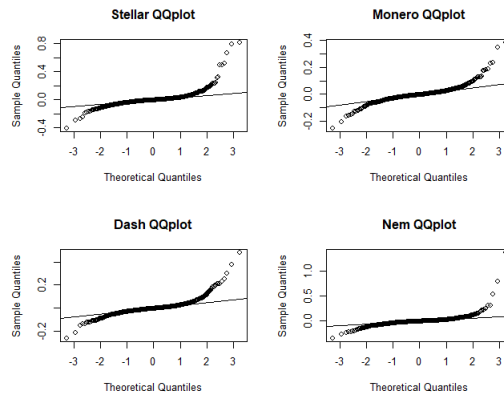 Stellar QQplot
Sample Quantiles
-0.4 0.0 0.4 0.8
-3 -2 -1 0 1 2 3
Theoretical Quantiles
Monero QQplot
Sample Quantiles
-0.2 0.0 0.2 0.4
-3 -2 -1 0 1 2 3
Theoretical Quantiles
Dash QQplot
Sample Quantiles
-0.2 0.2
-3 -2 -1 0 1 2 3
Theoretical Quantiles
Nem QQplot
Sample Quantiles
0.0 0.5 1.0
-3 -2 -1 0 1 2 3
Theoretical Quantiles